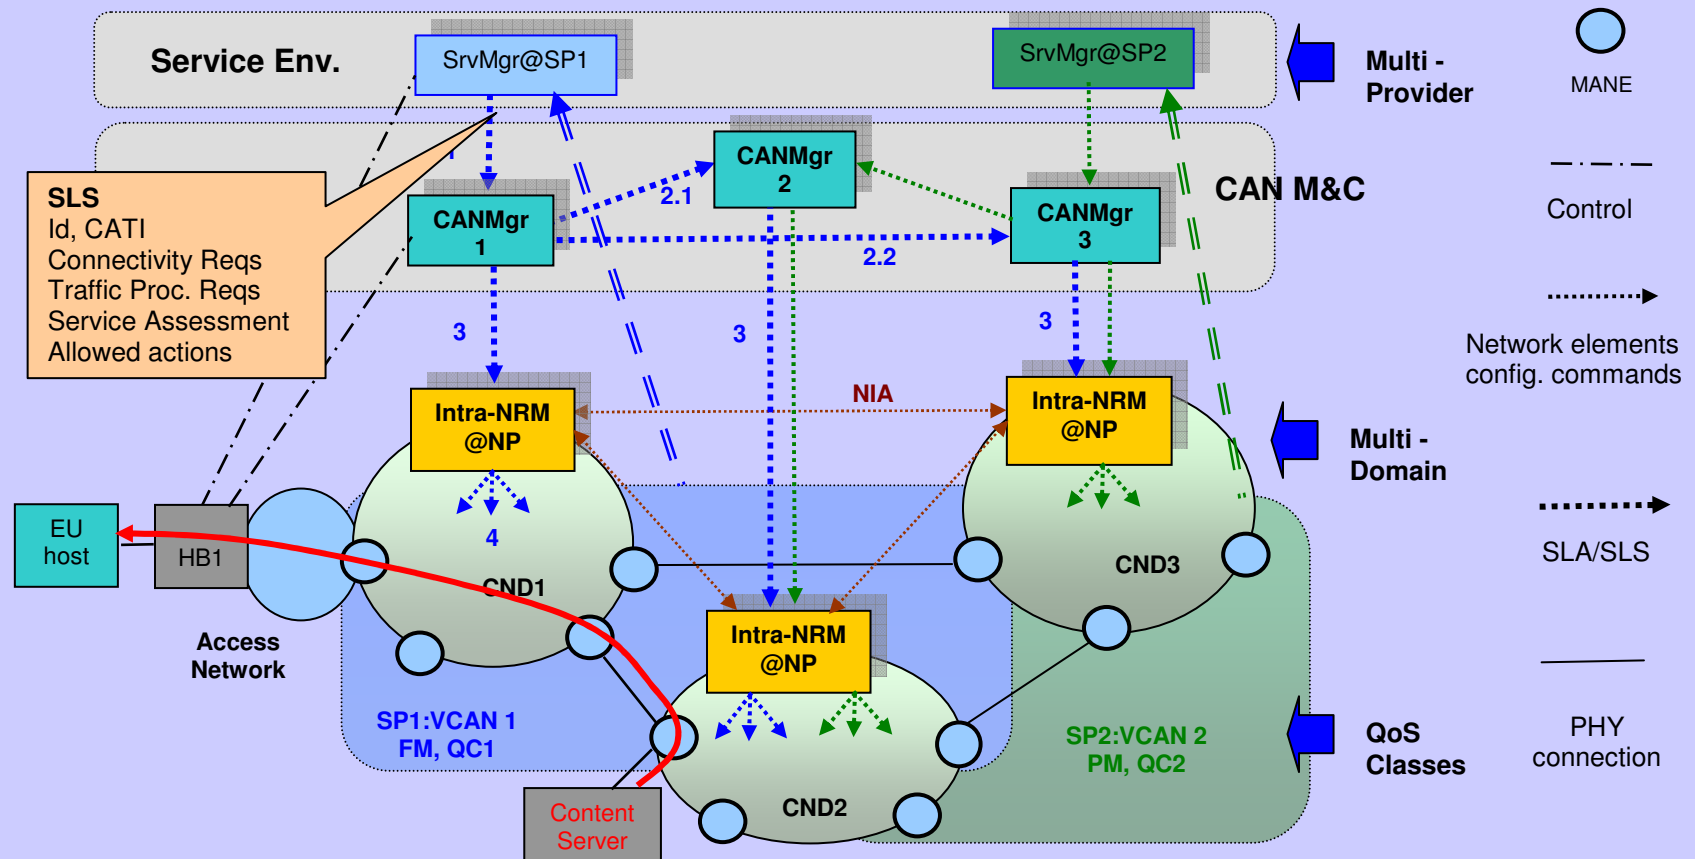 Service Env.
SrvMgr@SP1
SrvMgr@SP2
Multi -
Provider
MANE
1
CANMgr
1
CANMgr
2
CANMgr
3
CAN M&C
2.1
2.2
SLS
Id, CATI
Connectivity Reqs
Traffic Proc. Reqs
Service Assessment
Allowed actions
Control
3
3
3
Network elements
config. commands
Intra-NRM
@NP
NIA
Intra-NRM
@NP
Multi -
Domain
4
EU
host
HB1
CND1
CND3
SLA/SLS
Access
Network
Intra-NRM
@NP
SP1:VCAN 1
FM, QC1
SP2:VCAN 2
PM, QC2
QoS
Classes
PHY
connection
CND2
Content
Server